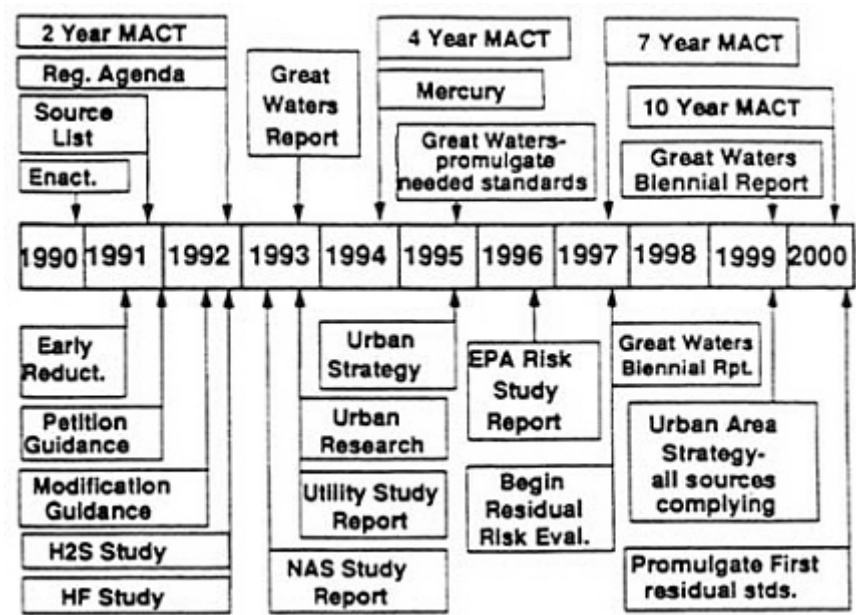 2 Year MACT
Reg. Agenda
Source
List
Enact.
Great
Waters
Report
4 Year MACT
Mercury
Great Waters-
promulgate
needed standards
7 Year MACT
10 Year MACT
Great Waters
Biennial Report
1990 1991 1992 1993 1994 1995 1996 1997 1998 1999 2000
Early
Reduct.
Petition
Guidance
Modification
Guidance
H2S Study
HF Study
Urban
Strategy
Urban
Research
Utility Study
Report
NAS Study
Report
EPA Risk
Study
Report
Begin
Residual
Risk Eval.
Great Waters
Biennial Rpt.
Urban Area
Strategy-
all sources
complying
Promulgate First
residual stds.